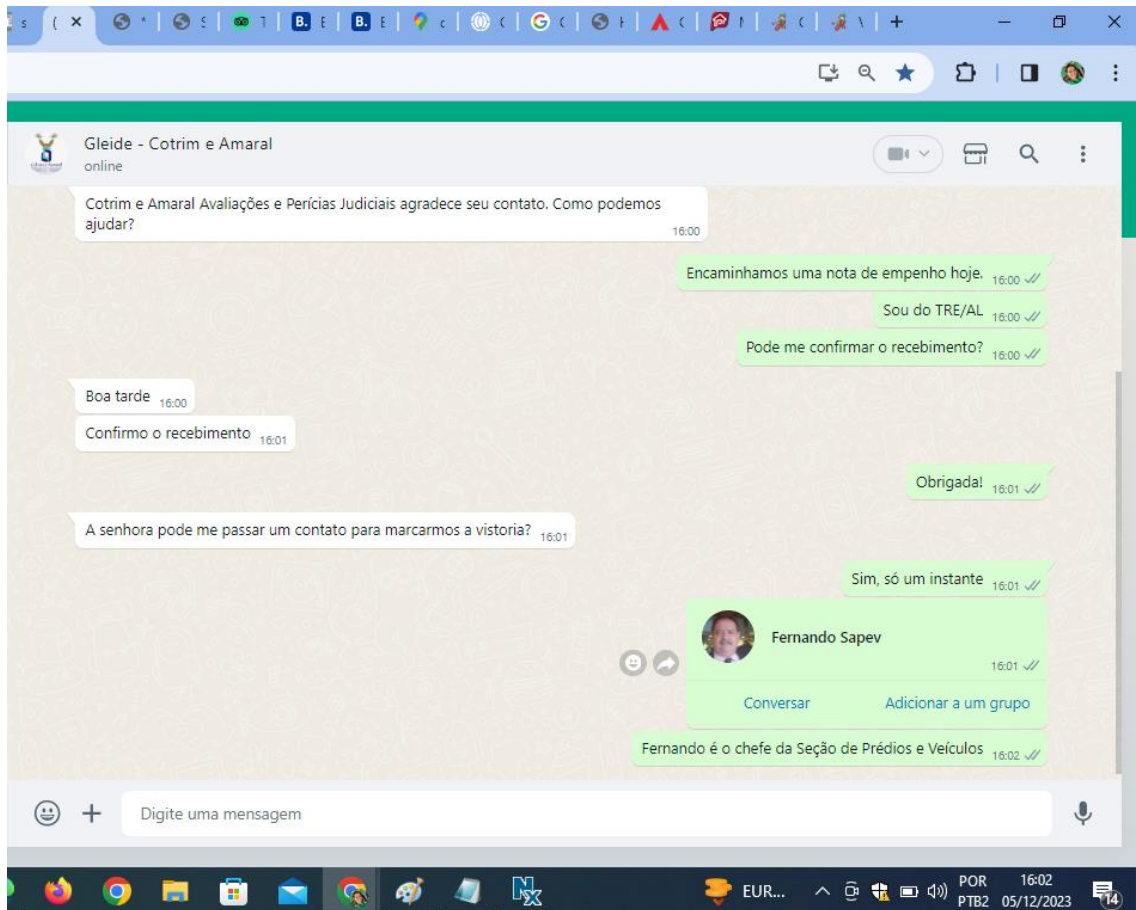 s
(
S
T
B. E
B. E
c
(
G (
H
(
N
(
V
Gleide - Cotrim e Amaral
online
Cotrim e Amaral Avaliações e Perícias Judiciais agradece seu contato. Como podemos
ajudar?
16:00
Encaminhamos uma nota de empenho hoje. 16:00
Sou do TRE/AL 16:00
Pode me confirmar o recebimento? 16:00
Boa tarde 16:00
Confirmo o recebimento 16:01
Obrigada! 16:01
A senhora pode me passar um contato para marcarmos a vistoria? 16:01
Sim, só um instante 16:01
Fernando Sapev
16:01
Conversar Adicionar a um grupo
Fernando é o chefe da Seção de Prédios e Veículos 16:02
Digite uma mensagem
EUR... POR 16:02
PTB2 05/12/2023 14